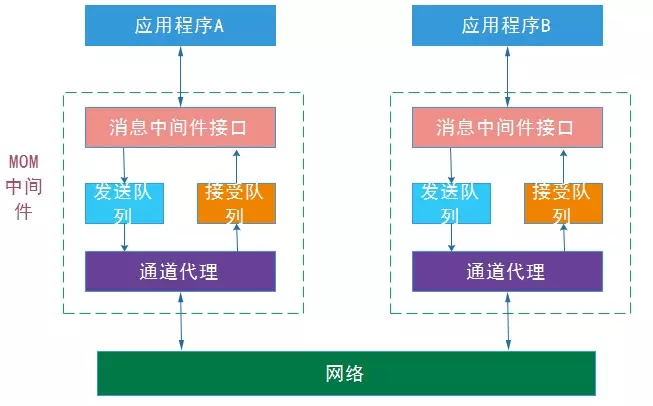 应用程序A
应用程序B
消息中间件接口
消息中间件接口
MOM
中间
件
发送队
列
接受队
列
发送队
列
接受队
列
通道代理
通道代理
网络